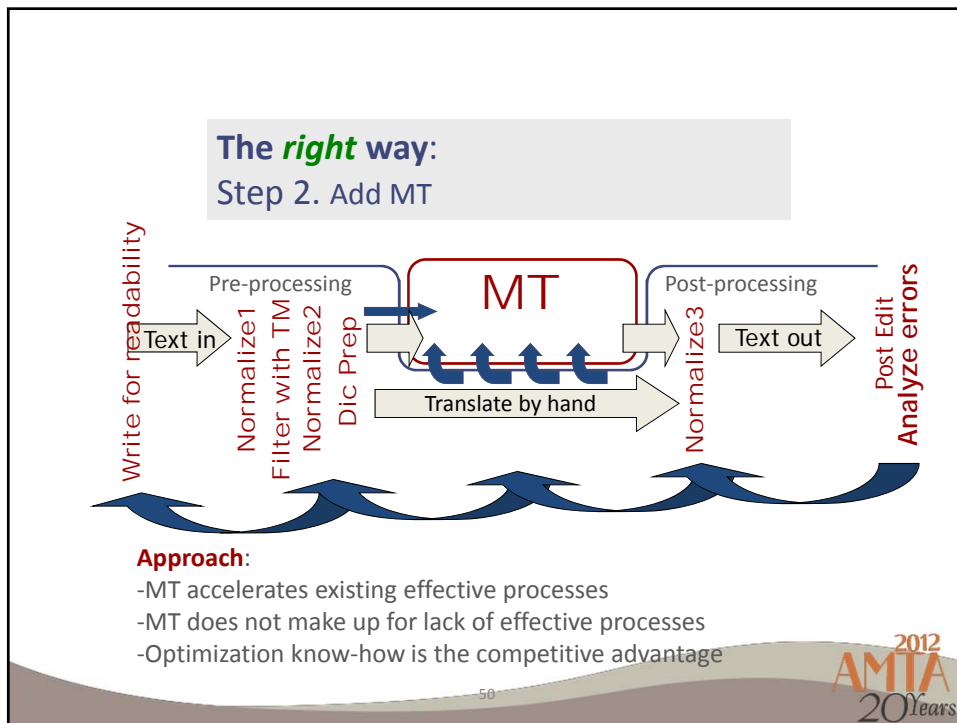 The right way:
Step 2. Add MT
Write for readability
Pre-processing
MT
Post-processing
Text in
Normalize1
Filter with TM
Normalize2
Dic Prep
Translate by hand
Normalize3
Text out
Post Edit
Analyze errors
Approach:
-MT accelerates existing effective processes
-MT does not make up for lack of effective processes
-Optimization know-how is the competitive advantage
50
2012
AMTA
20 Years